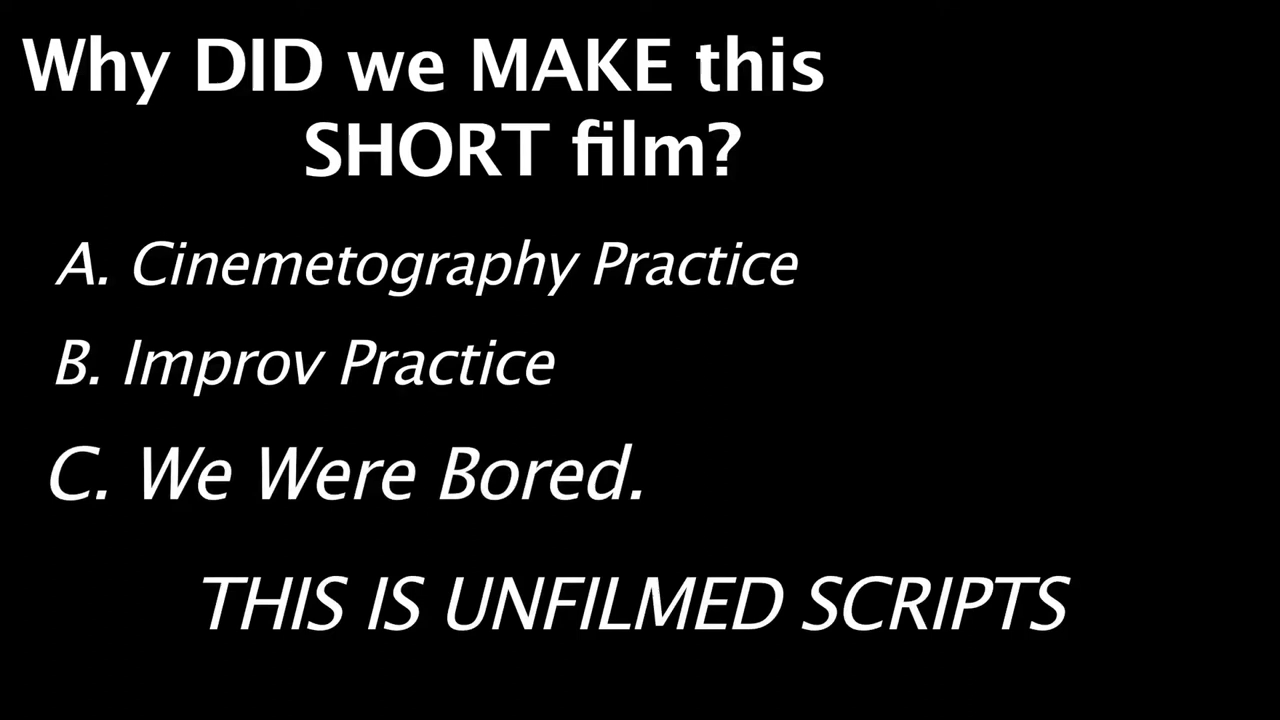 Why DID we MAKE this
SHORT film?
A. Cinemetography Practice
B. Improv Practice
C. We Were Bored.
THIS IS UNFILMED SCRIPTS